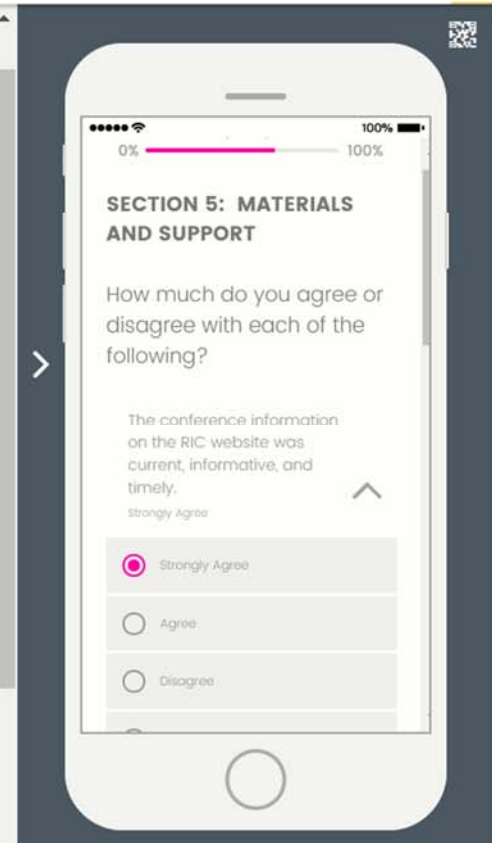 100%
0% 100%
SECTION 5: MATERIALS
AND SUPPORT
How much do you agree or
disagree with each of the
following?
The conference information
on the RIC website was
current, informative, and
timely.
Strongly Agree
Strongly Agree
Agree
Disagree